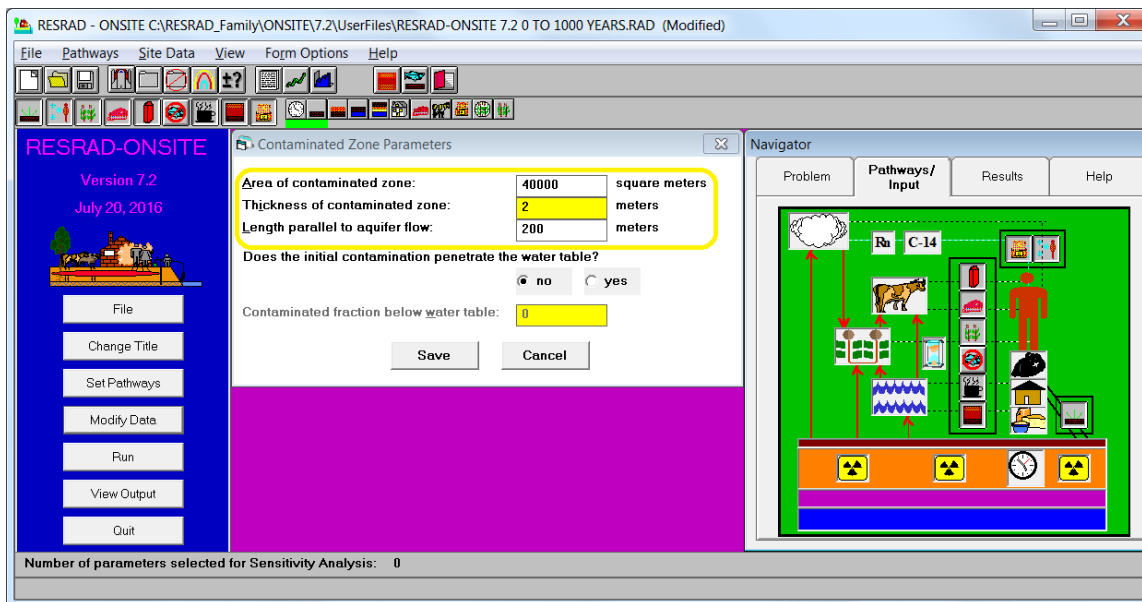 RESRAD - ONSITE C:\RESRAD_Family\ONSITE\7.2\UserFiles\RESRAD-ONSITE 7.2 0 TO 1000 YEARS.RAD (Modified)
File Pathways Site Data View Form Options Help
±?
RESRAD-ONSITE
Version 7.2
July 20, 2016
File
Change Title
Set Pathways
Modify Data
Run
View Output
Quit
Contaminated Zone Parameters
Area of contaminated zone: 40000 square meters
Thickness of contaminated zone: 2 meters
Length parallel to aquifer flow: 200 meters
Does the initial contamination penetrate the water table?
no yes
Contaminated fraction below water table: 0
Save Cancel
Navigator
Problem Pathways/ Input Results Help
Rn C-14
Number of parameters selected for Sensitivity Analysis: 0